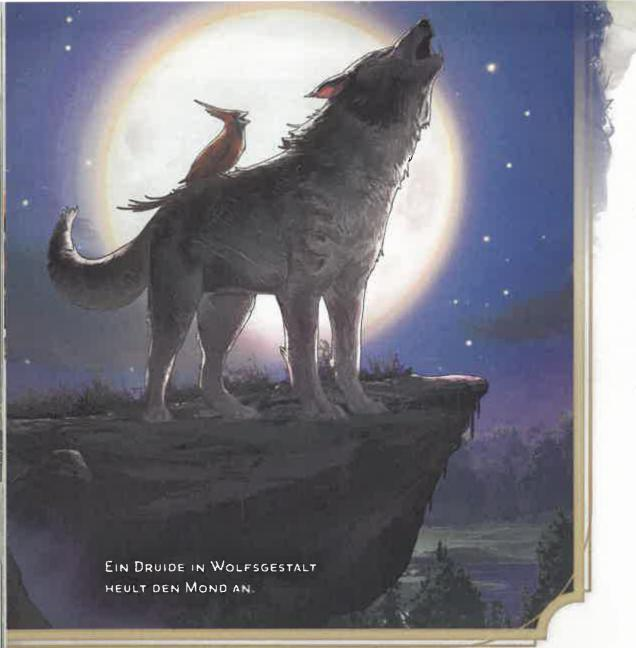 Ein Druide in Wolfsgestalt
heult den Mond an.